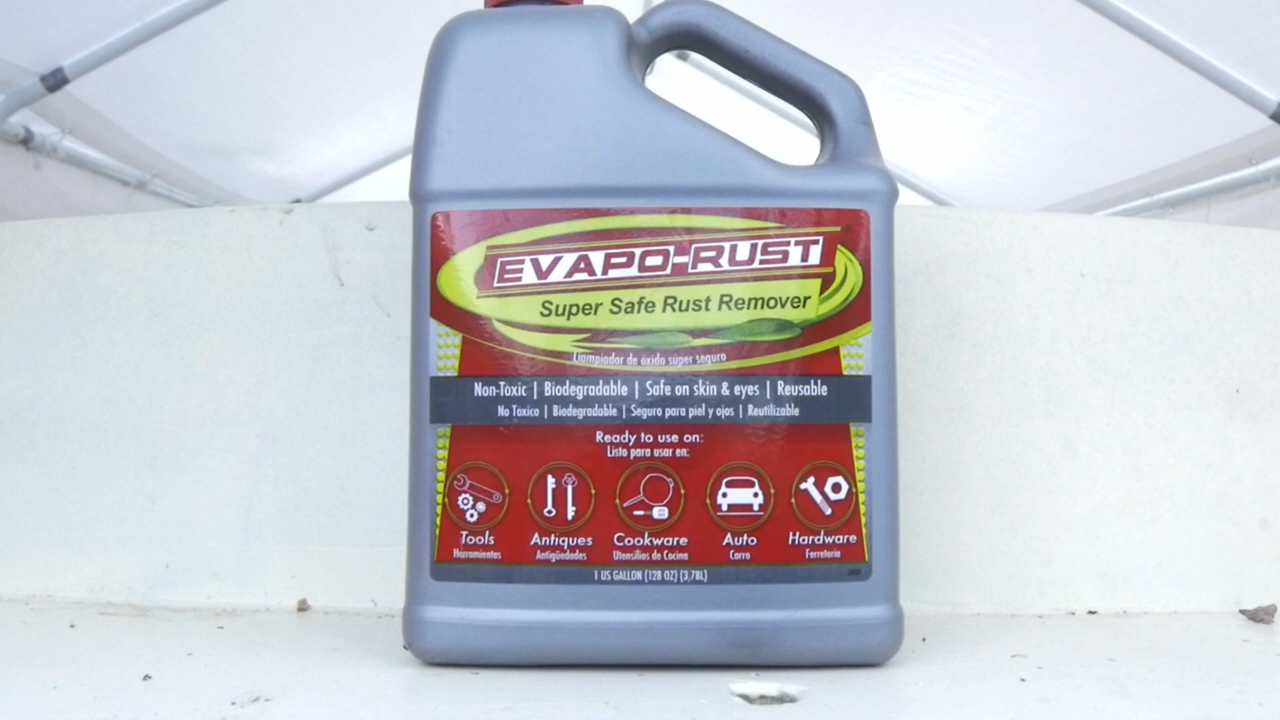 EVAPO-RUST
Super Safe Rust Remover
Limpiador de óxido súper seguro
Non-Toxic | Biodegradable | Safe on skin & eyes | Reusable
No Toxico | Biodegradable | Seguro para piel y ojos | Reutilizable
Ready to use on:
Listo para usar en:
Tools Antiques Cookware Auto Hardware
Herramientas Antigüedades Utensilios de Cocina Carro Ferreteria
1 US GALLON (128 OZ) (3,78L)